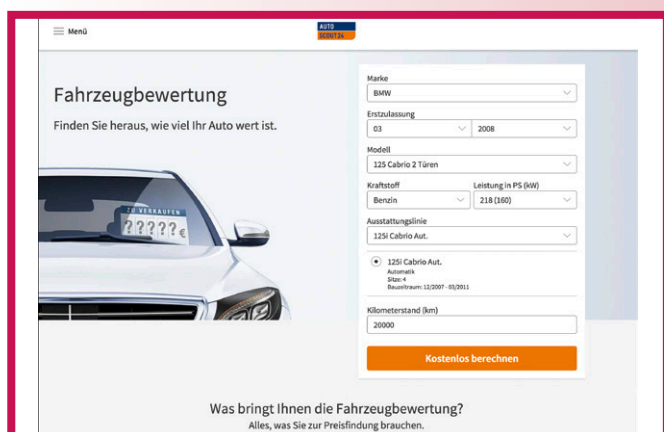 Menü
AUTO
SCOUT24
Fahrzeugbewertung
Finden Sie heraus, wie viel Ihr Auto wert ist.
ZU VERKAUFEN
?????€
Marke
BMW
Erstzulassung
03 2008
Modell
125 Cabrio 2 Türen
Kraftstoff Leistung in PS (kW)
Benzin 218 (160)
Ausstattungslinie
125i Cabrio Aut.
125i Cabrio Aut.
Automatik
Sitze: 4
Bauzeitraum: 12/2007 - 03/2011
Kilometerstand (km)
20000
Kostenlos berechnen
Was bringt Ihnen die Fahrzeugbewertung?
Alles, was Sie zur Preisfindung brauchen.